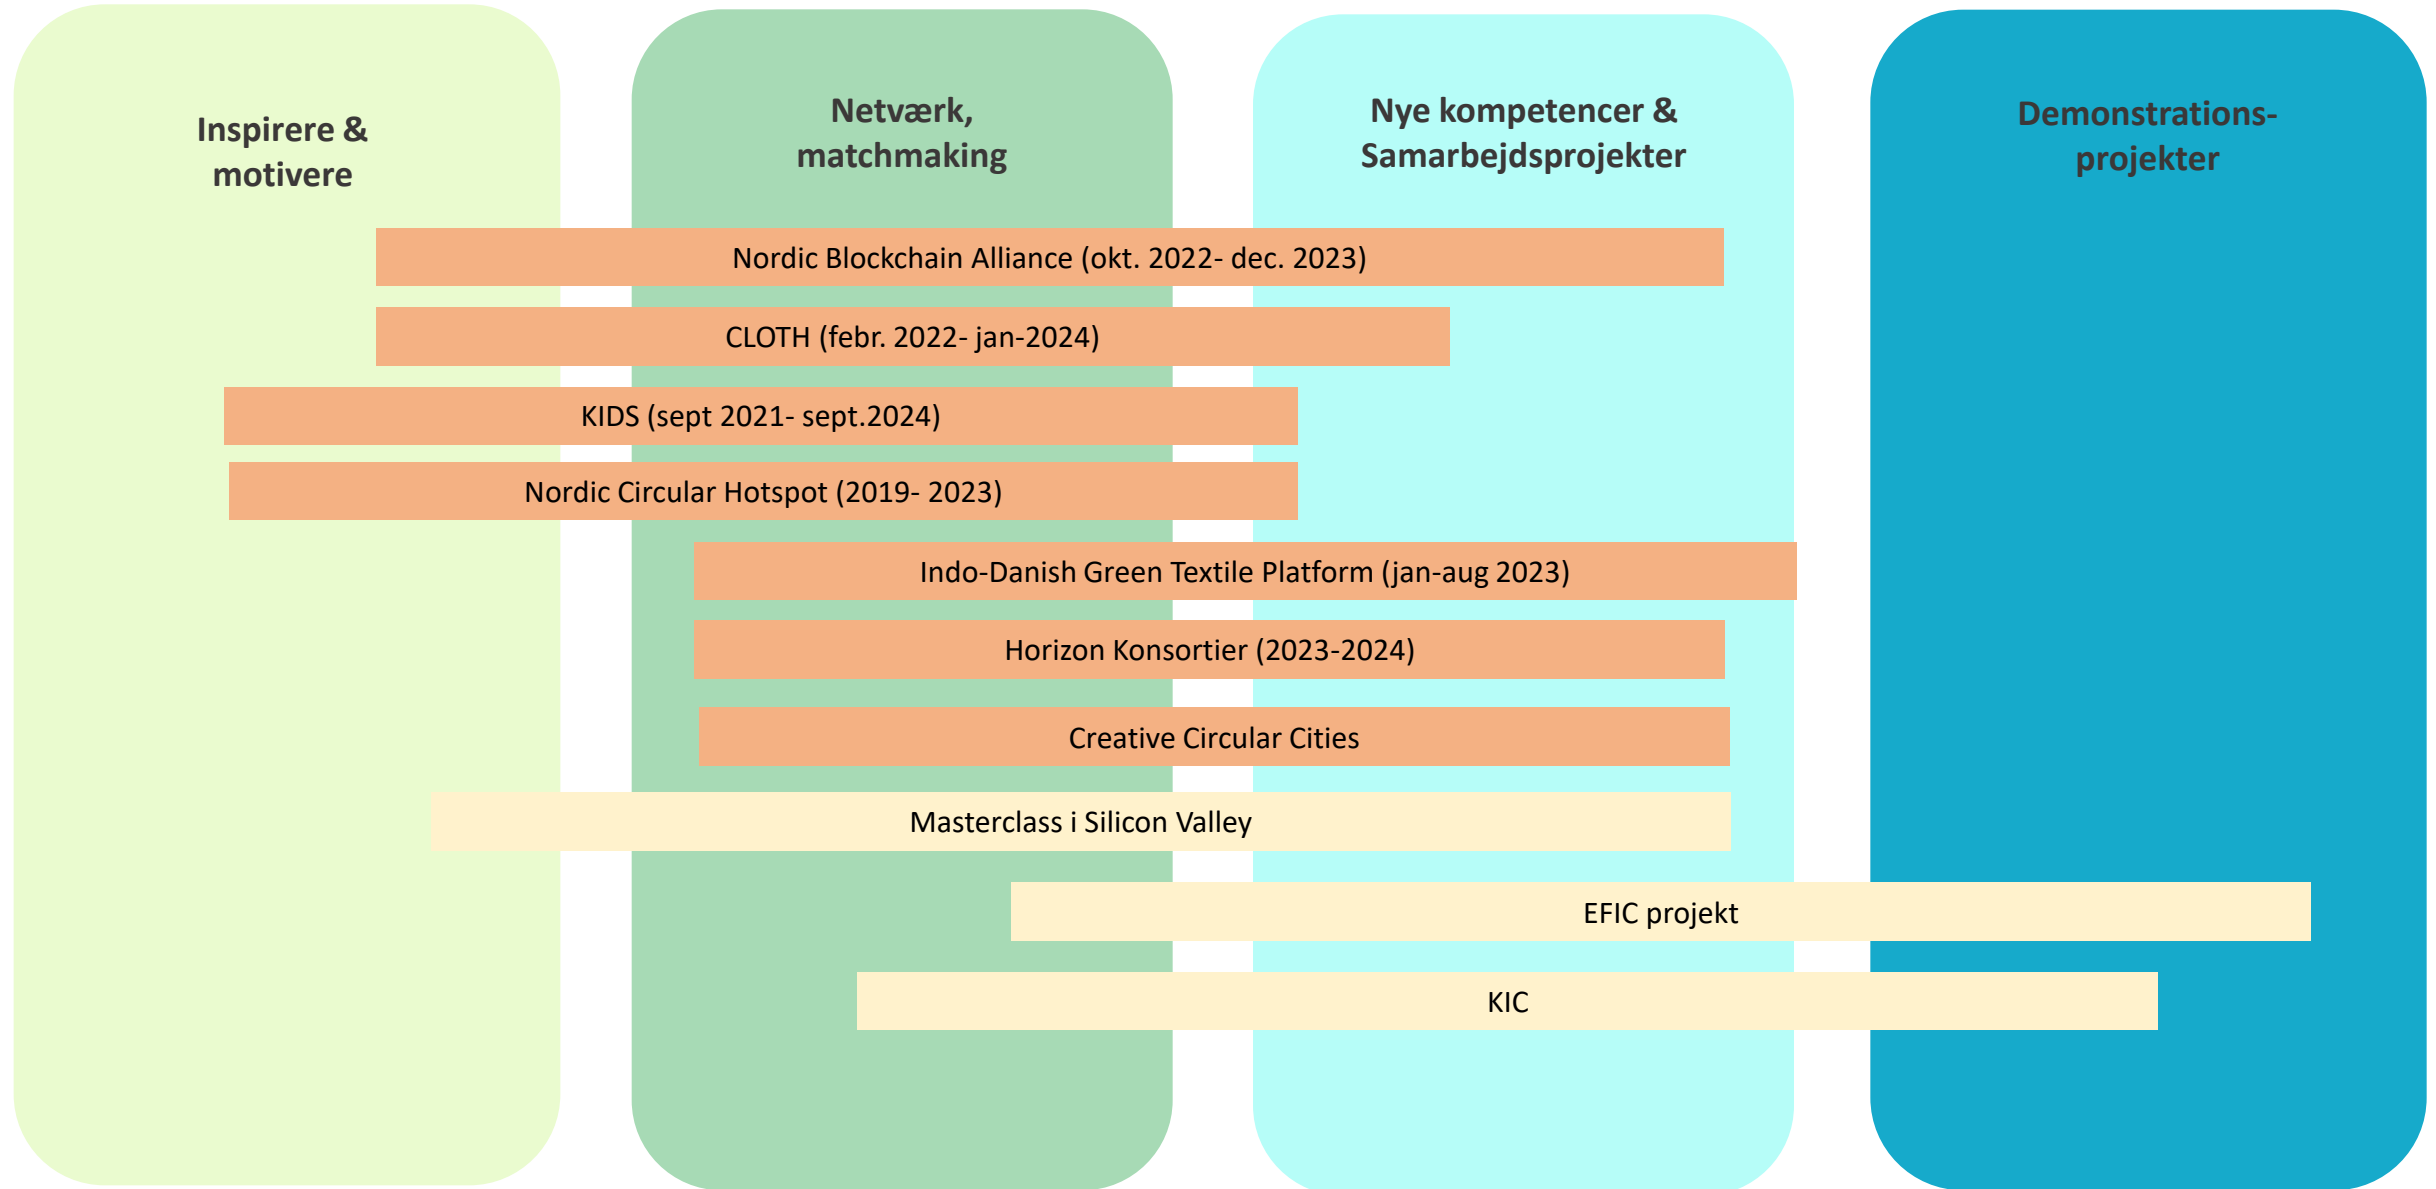 Inspirere &
motivere
Netværk,
matchmaking
Nye kompetencer &
Samarbejdsprojekter
Demonstrations-
projekter
Nordic Blockchain Alliance (okt. 2022- dec. 2023)
CLOTH (febr. 2022- jan-2024)
KIDS (sept 2021- sept.2024)
Nordic Circular Hotspot (2019- 2023)
Indo-Danish Green Textile Platform (jan-aug 2023)
Horizon Konsortier (2023-2024)
Creative Circular Cities
Masterclass i Silicon Valley
EFIC projekt
KIC